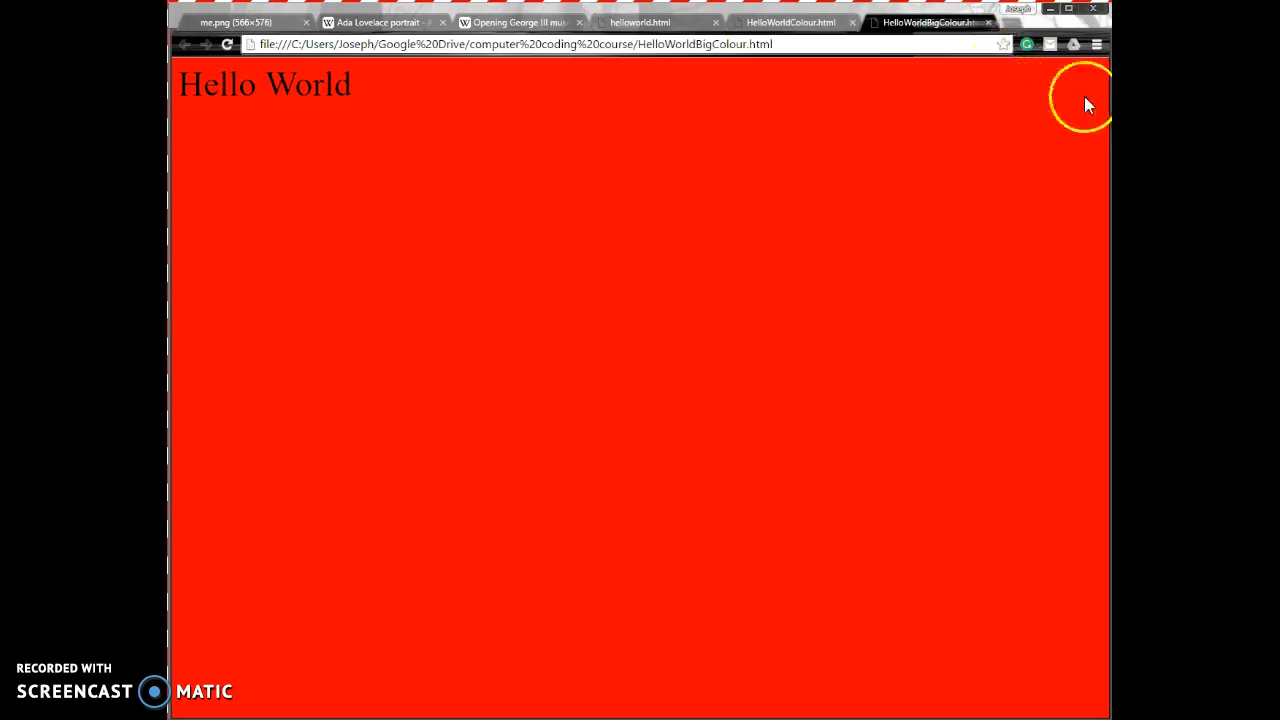 Joseph
me.png (566×576)
Ada Lovelace portrait - A
Opening George III mus
helloworld.html
HelloWorldColour.html
HelloWorldBigColour.ht
file:///C:/Users/Joseph/Google%20Drive/computer%20coding%20course/HelloWorldBigColour.html
Hello World
RECORDED WITH
SCREENCAST MATIC